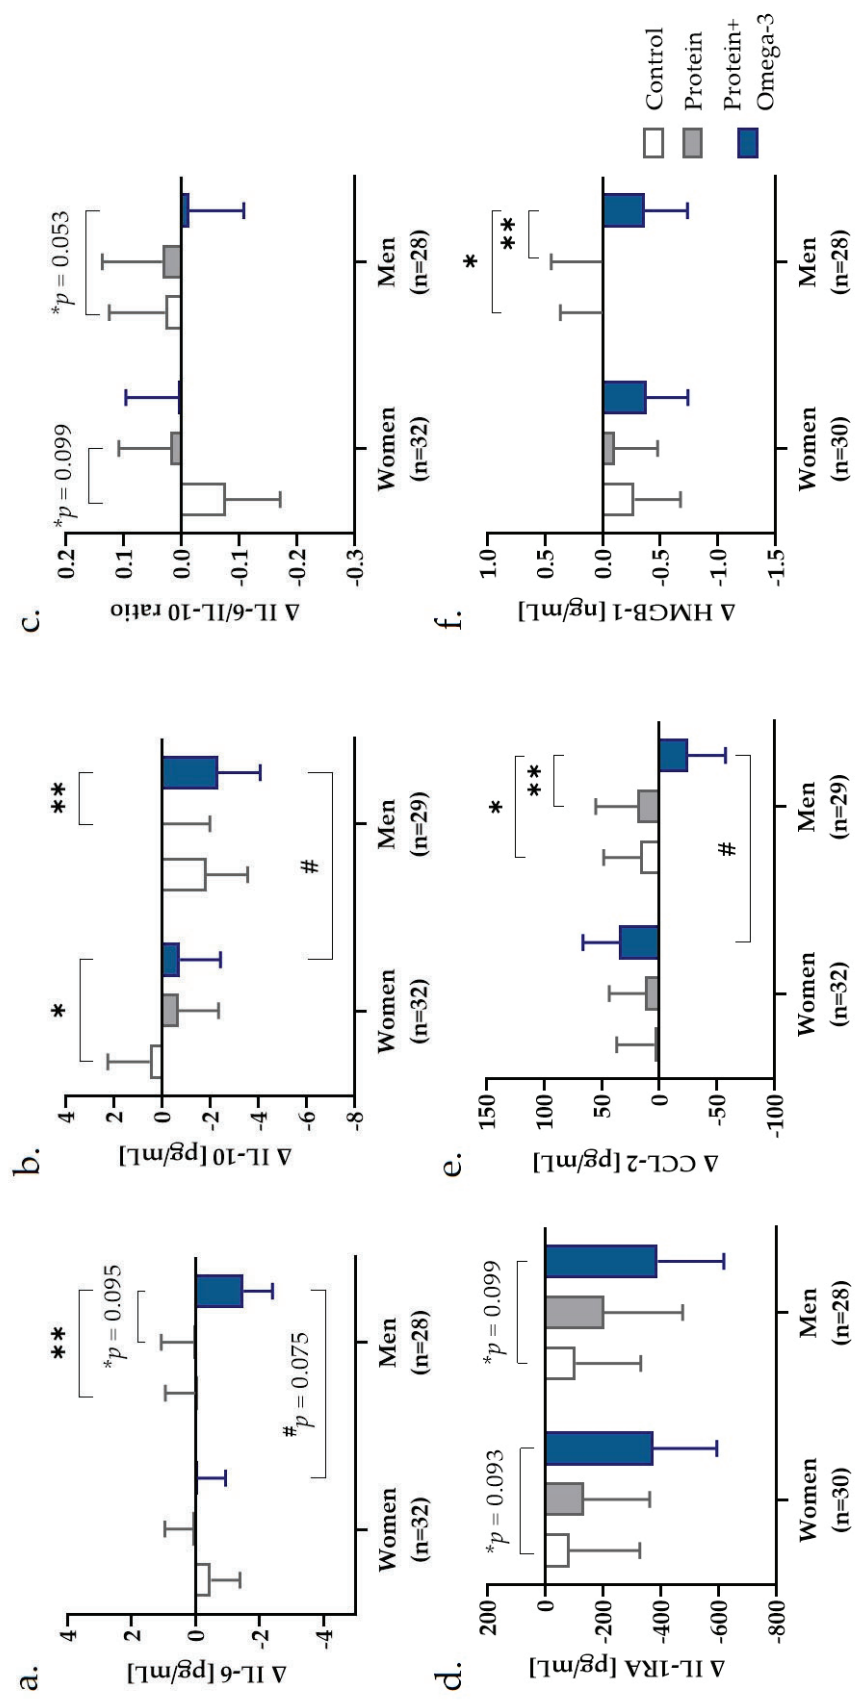 a.
Δ IL-6 [pg/mL]
4
2
0
-2
-4
**
*p = 0.095
#p = 0.075
Women
(n=32)
Men
(n=28)
b.
Δ IL-10 [pg/mL]
4
2
0
-2
-4
-6
-8
*
**
#
Women
(n=32)
Men
(n=29)
c.
Δ IL-6/IL-10 ratio
0.2
0.1
0.0
-0.1
-0.2
-0.3
*p = 0.099
*p = 0.053
Women
(n=32)
Men
(n=28)
d.
Δ IL-1RA [pg/mL]
200
0
-200
-400
-600
-800
*p = 0.093
*p = 0.099
Women
(n=30)
Men
(n=28)
e.
Δ CCL-2 [pg/mL]
150
100
50
0
-50
-100
*
**
#
Women
(n=32)
Men
(n=29)
f.
Δ HMGB-1 [ng/mL]
1.0
0.5
0.0
-0.5
-1.0
-1.5
*
**
Women
(n=30)
Men
(n=28)
Control
Protein
Protein+
Omega-3